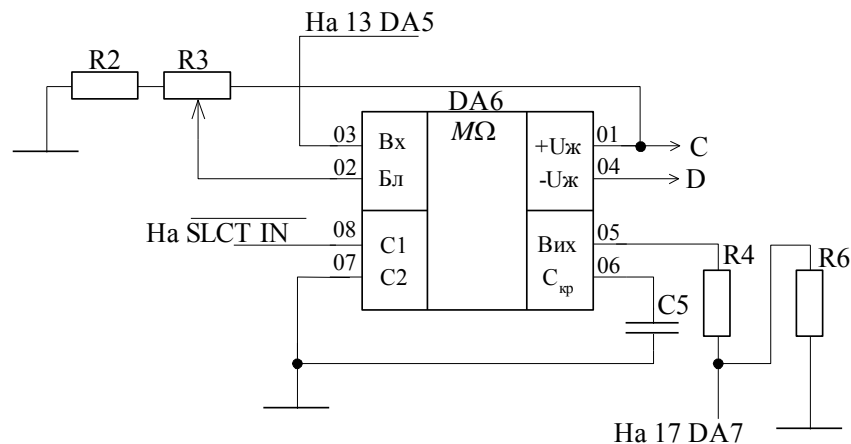 На 13 DA5
R2
R3
DA6
MΩ
03
Вх
+Uж
01
C
02
Бл
-Uж
04
D
На SLCT IN
08
C1
Вих
05
R4
R6
07
C2
Cкр
06
C5
На 17 DA7